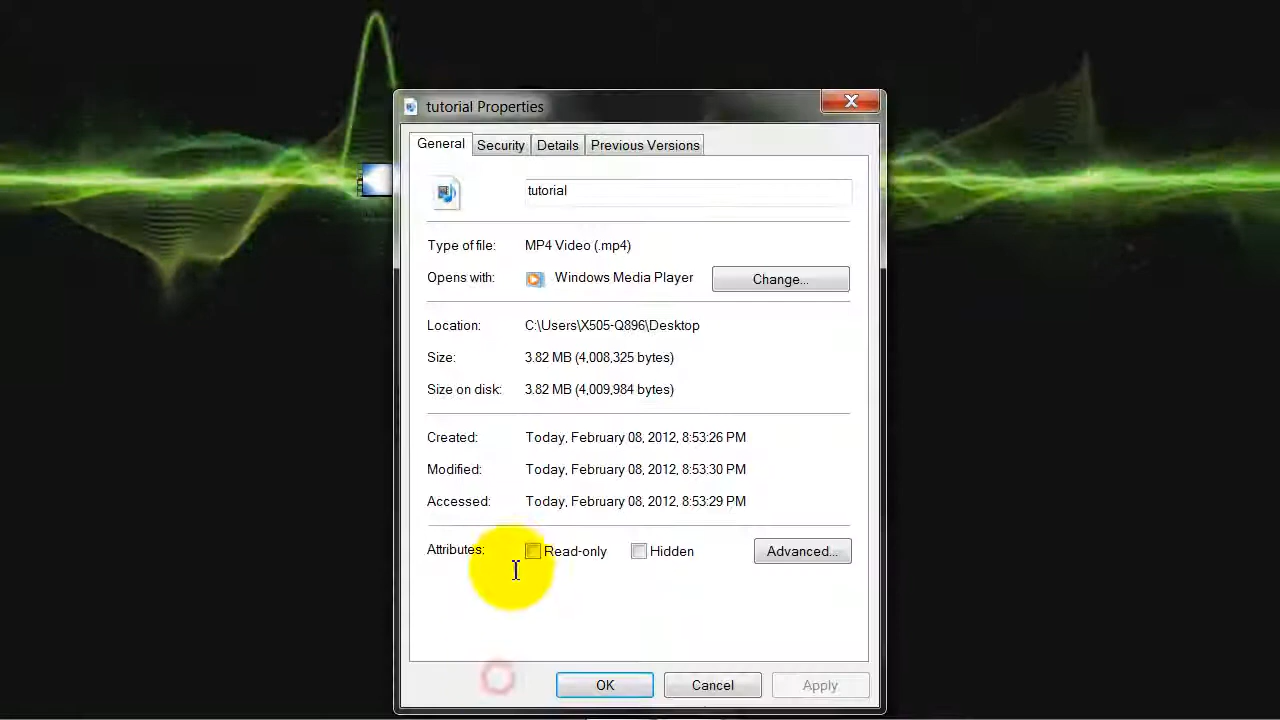 tutorial Properties
General Security Details Previous Versions
tutorial
Type of file: MP4 Video (.mp4)
Opens with: Windows Media Player Change...
Location: C:\Users\X505-Q896\Desktop
Size: 3.82 MB (4,008,325 bytes)
Size on disk: 3.82 MB (4,009,984 bytes)
Created: Today, February 08, 2012, 8:53:26 PM
Modified: Today, February 08, 2012, 8:53:30 PM
Accessed: Today, February 08, 2012, 8:53:29 PM
Attributes: Read-only Hidden Advanced...
OK Cancel Apply